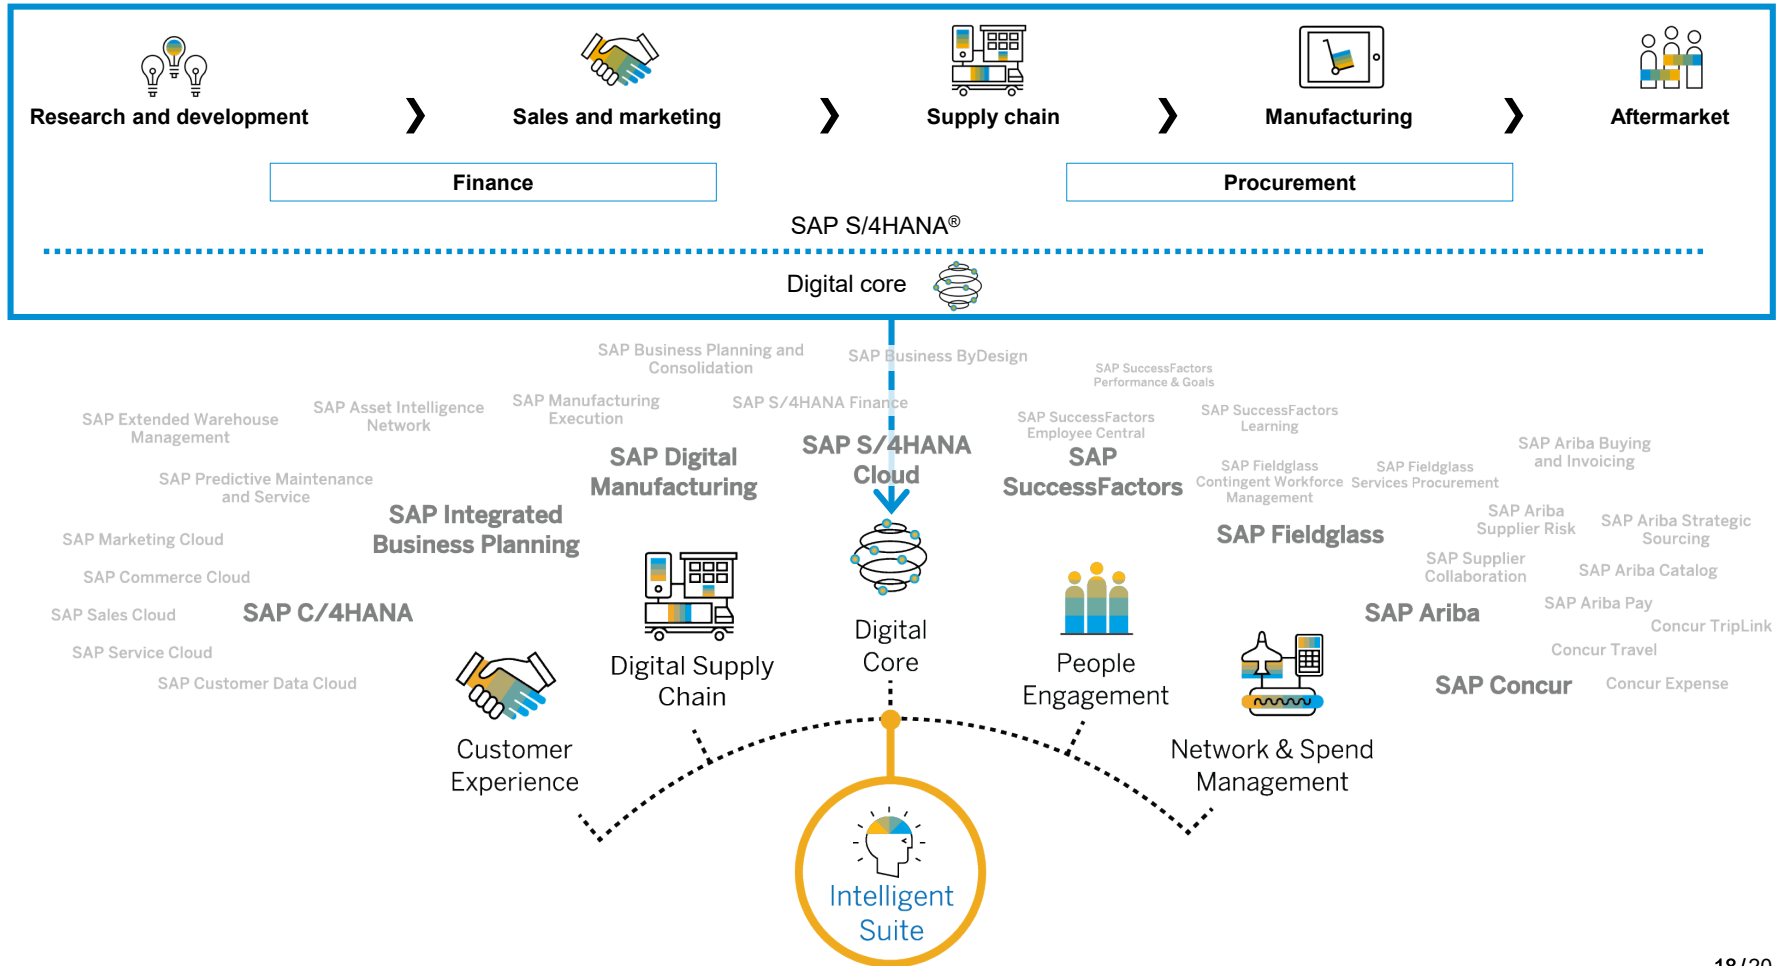 Research and development
Sales and marketing
Supply chain
Manufacturing
Aftermarket
Finance
Procurement
SAP S/4HANA®
Digital core
SAP Business Planning and
Consolidation
SAP Business ByDesign
SAP SuccessFactors
Performance & Goals
SAP Extended Warehouse
Management
SAP Asset Intelligence
Network
SAP Manufacturing
Execution
SAP S/4HANA Finance
SAP SuccessFactors
Employee Central
SAP SuccessFactors
Learning
SAP Digital
Manufacturing
SAP S/4HANA
Cloud
SAP
SuccessFactors
SAP Fieldglass
Contingent Workforce
Management
SAP Fieldglass
Services Procurement
SAP Ariba Buying
and Invoicing
SAP Predictive Maintenance
and Service
SAP Integrated
Business Planning
SAP Fieldglass
SAP Ariba
Supplier Risk
SAP Ariba Strategic
Sourcing
SAP Marketing Cloud
SAP Commerce Cloud
SAP Supplier
Collaboration
SAP Ariba Catalog
SAP Sales Cloud
SAP C/4HANA
SAP Ariba
SAP Ariba Pay
Concur TripLink
SAP Service Cloud
Concur Travel
SAP Customer Data Cloud
SAP Concur
Concur Expense
Customer
Experience
Digital Supply
Chain
Digital
Core
People
Engagement
Network & Spend
Management
Intelligent
Suite